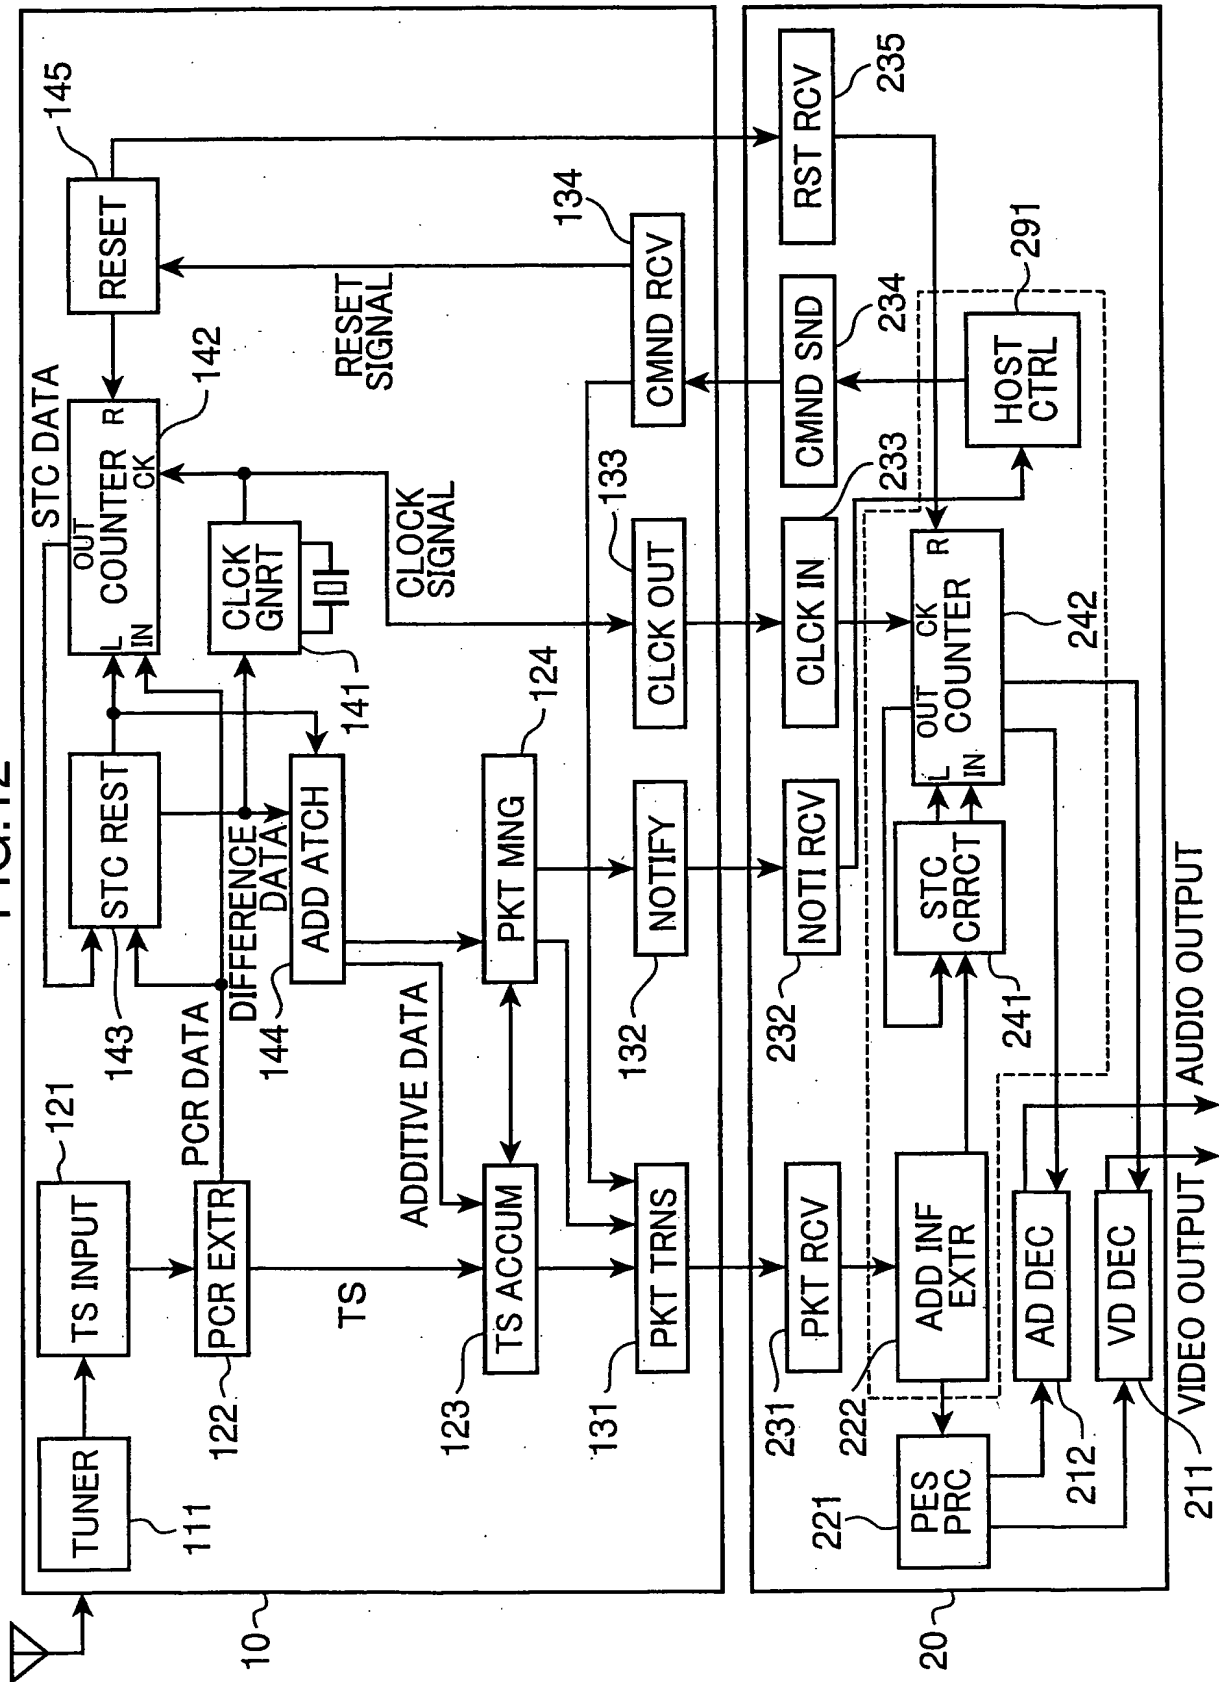 FIG. 12
10
TUNER
111
TS INPUT
121
PCR EXTR
122
PCR DATA
TS
STC REST
143
DIFFERENCE
DATA
STC DATA
OUT
L
IN
COUNTER
R
CK
142
RESET
145
CLCK
GNRT
141
ADD ATCH
144
ADDITIVE DATA
CLOCK
SIGNAL
RESET
SIGNAL
TS ACCUM
123
PKT MNG
124
PKT TRNS
131
NOTIFY
132
CLCK OUT
133
CMND RCV
134
20
PKT RCV
231
NOTI RCV
232
CLCK IN
233
CMND SND
234
RST RCV
235
ADD INF
EXTR
222
STC
CRRCT
241
OUT
CK
R
L
IN
COUNTER
242
HOST
CTRL
291
PES
PRC
221
AD DEC
212
VD DEC
211
VIDEO OUTPUT
AUDIO OUTPUT